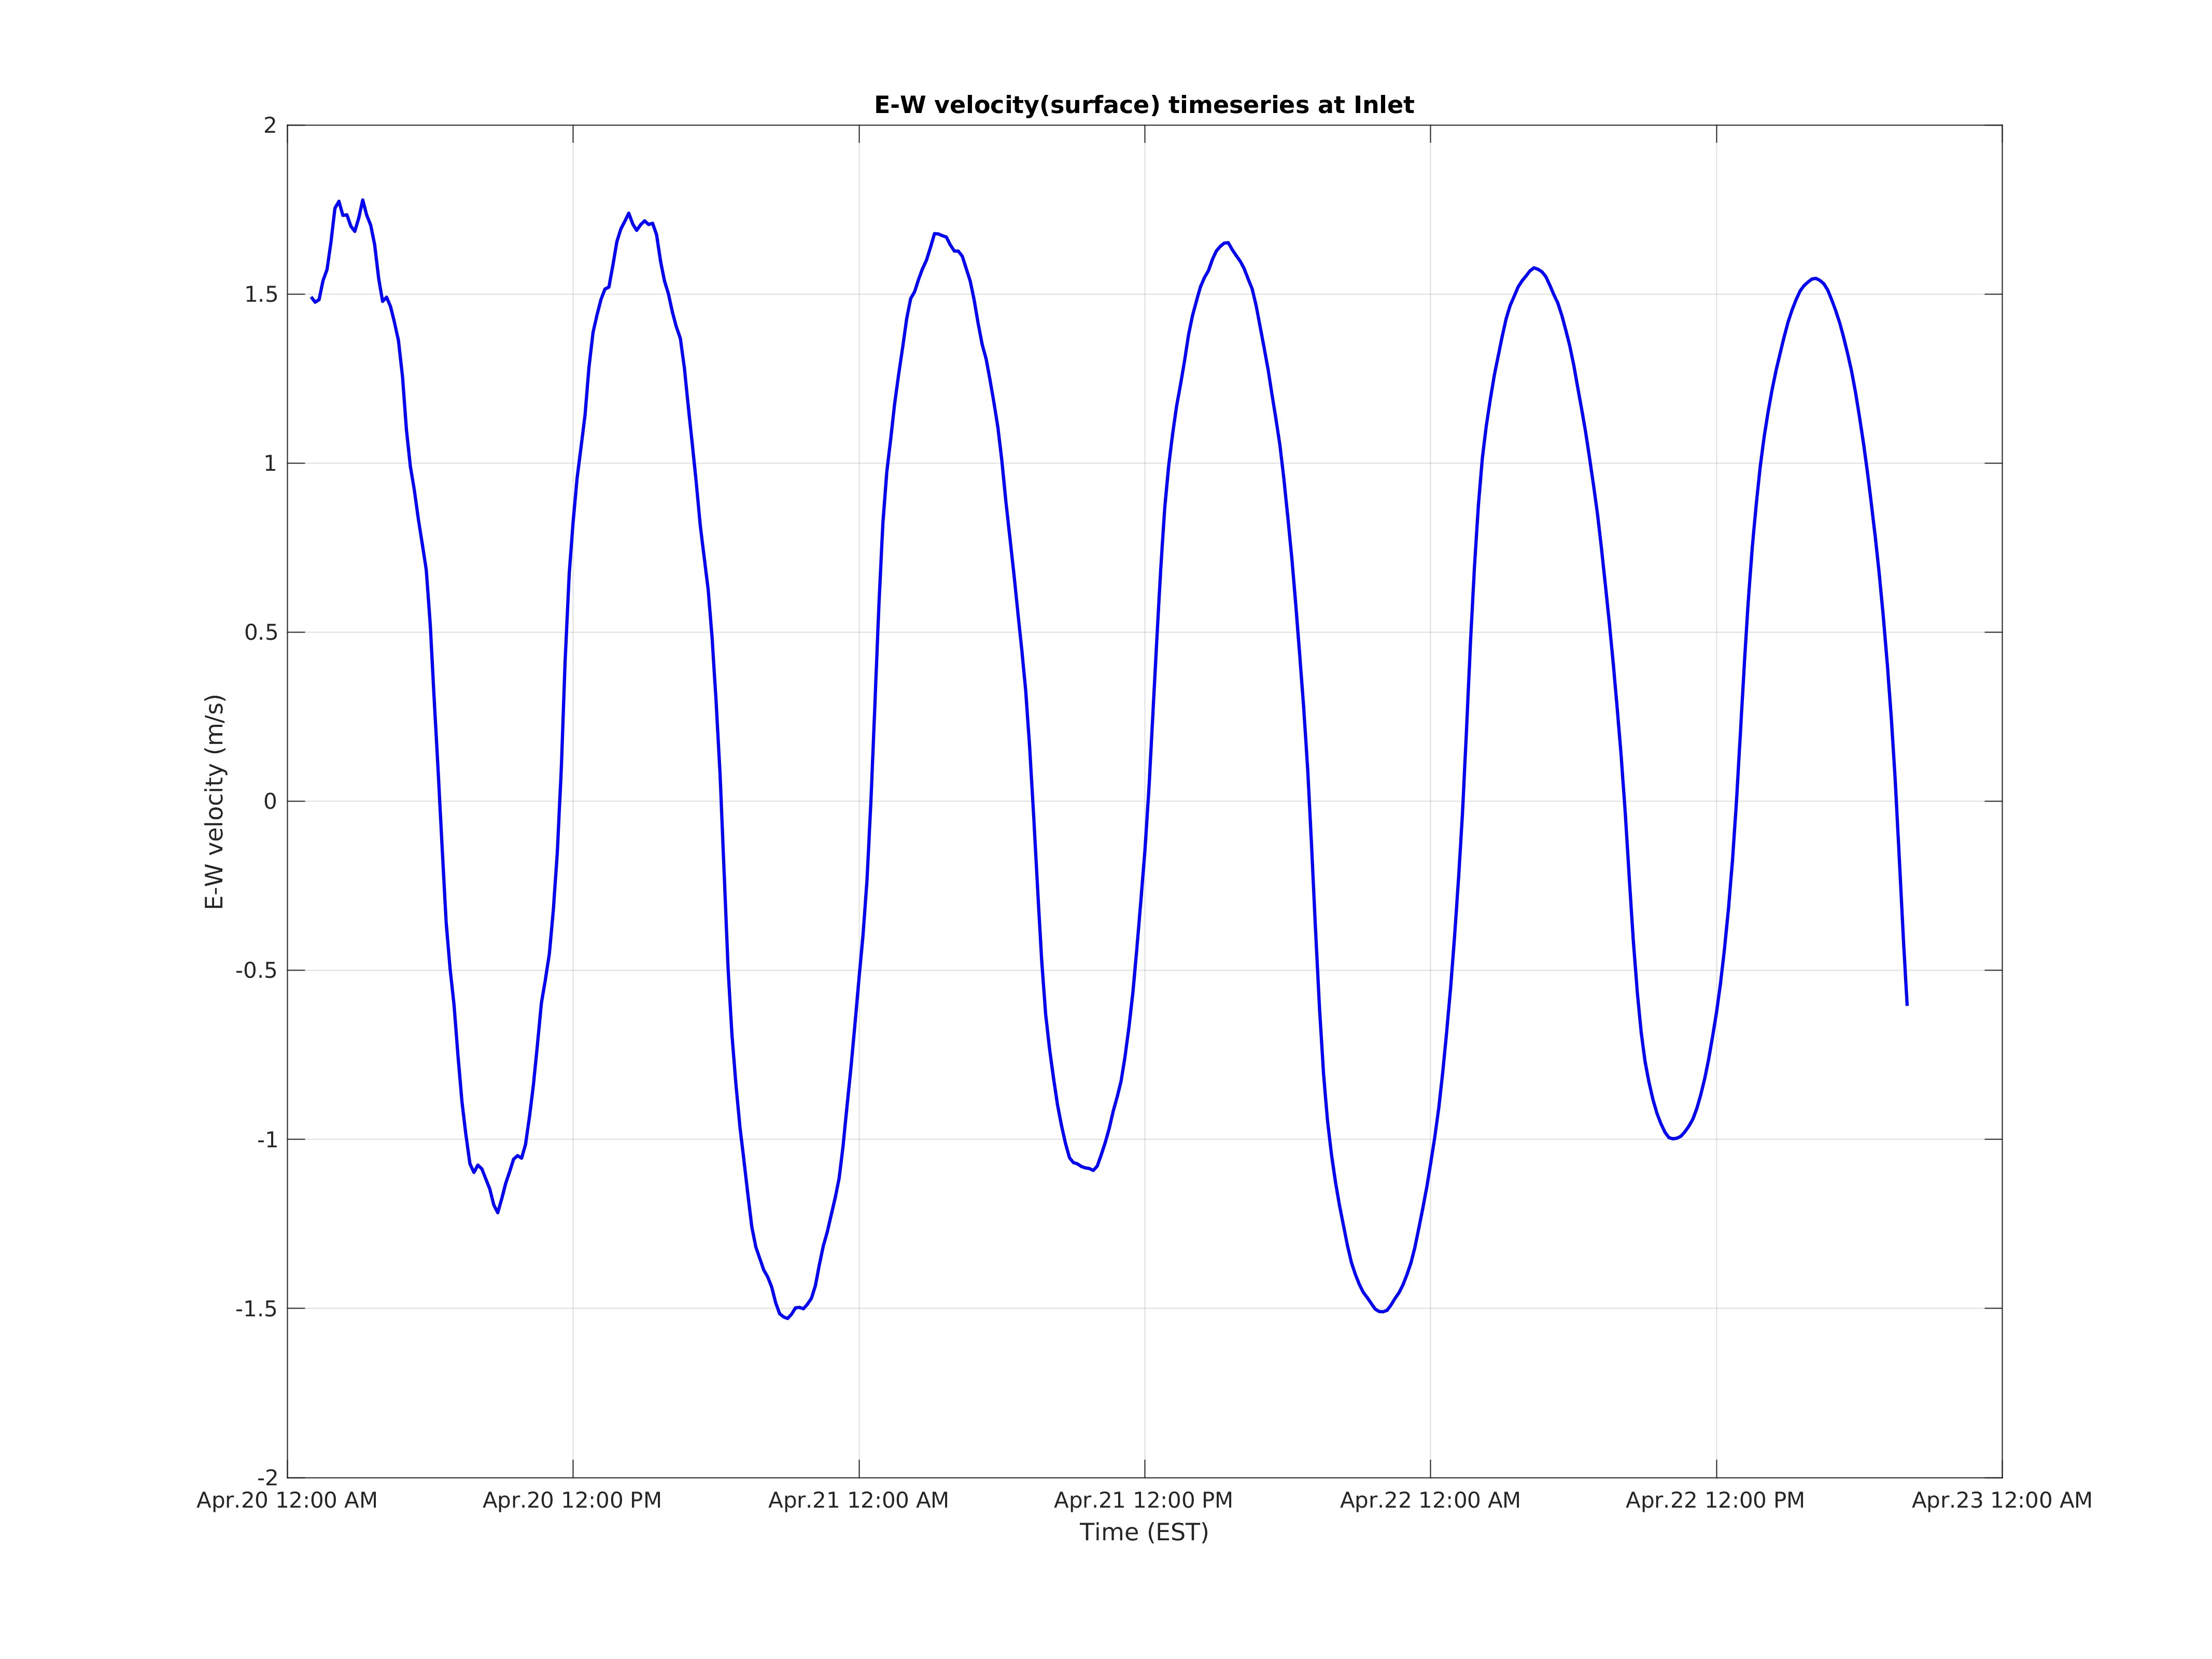 E-W velocity(surface) timeseries at Inlet
2
1.5
1
0.5
0
-0.5
-1
-1.5
-2
E-W velocity (m/s)
Apr.20 12:00 AM Apr.20 12:00 PM Apr.21 12:00 AM Apr.21 12:00 PM Apr.22 12:00 AM Apr.22 12:00 PM Apr.23 12:00 AM
Time (EST)